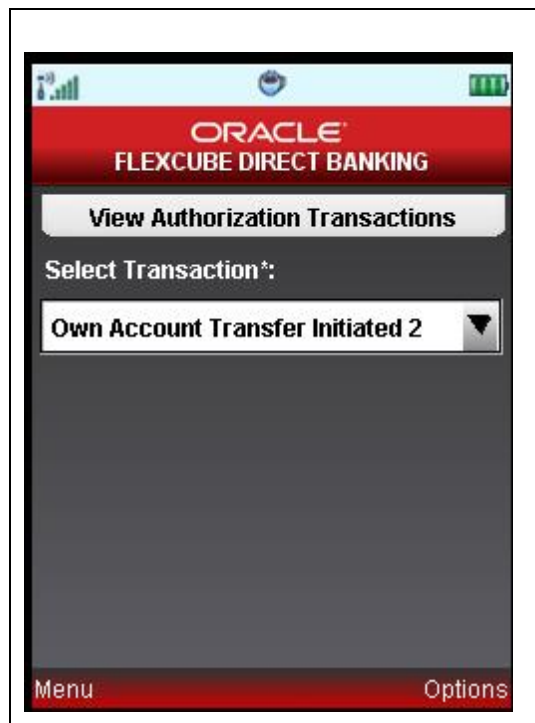 ORACLE
FLEXCUBE DIRECT BANKING
View Authorization Transactions
Select Transaction*:
Own Account Transfer Initiated 2
Menu Options